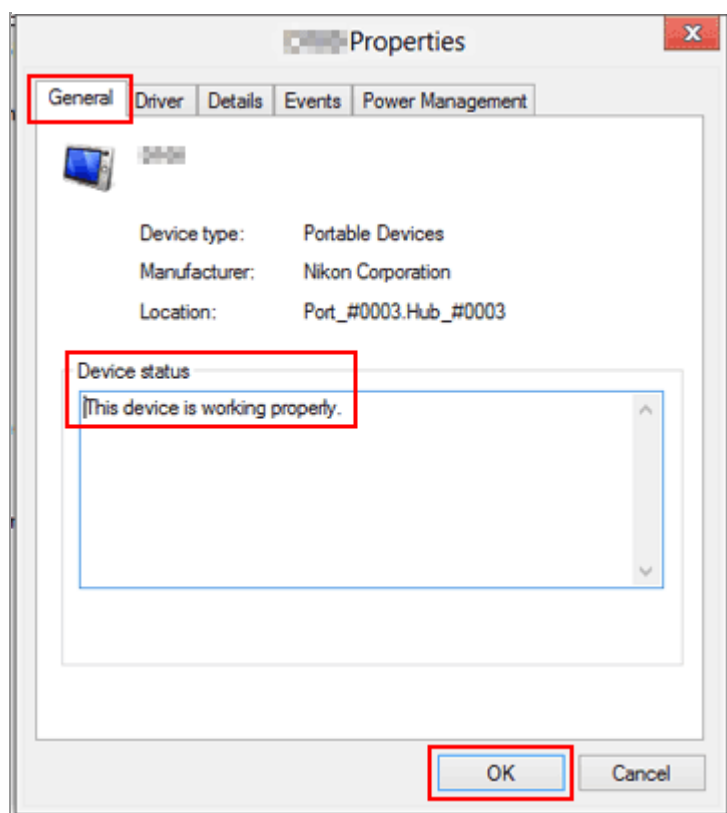 Properties
General Driver Details Events Power Management
Device type: Portable Devices
Manufacturer: Nikon Corporation
Location: Port_#0003.Hub_#0003
Device status
This device is working properly.
OK Cancel